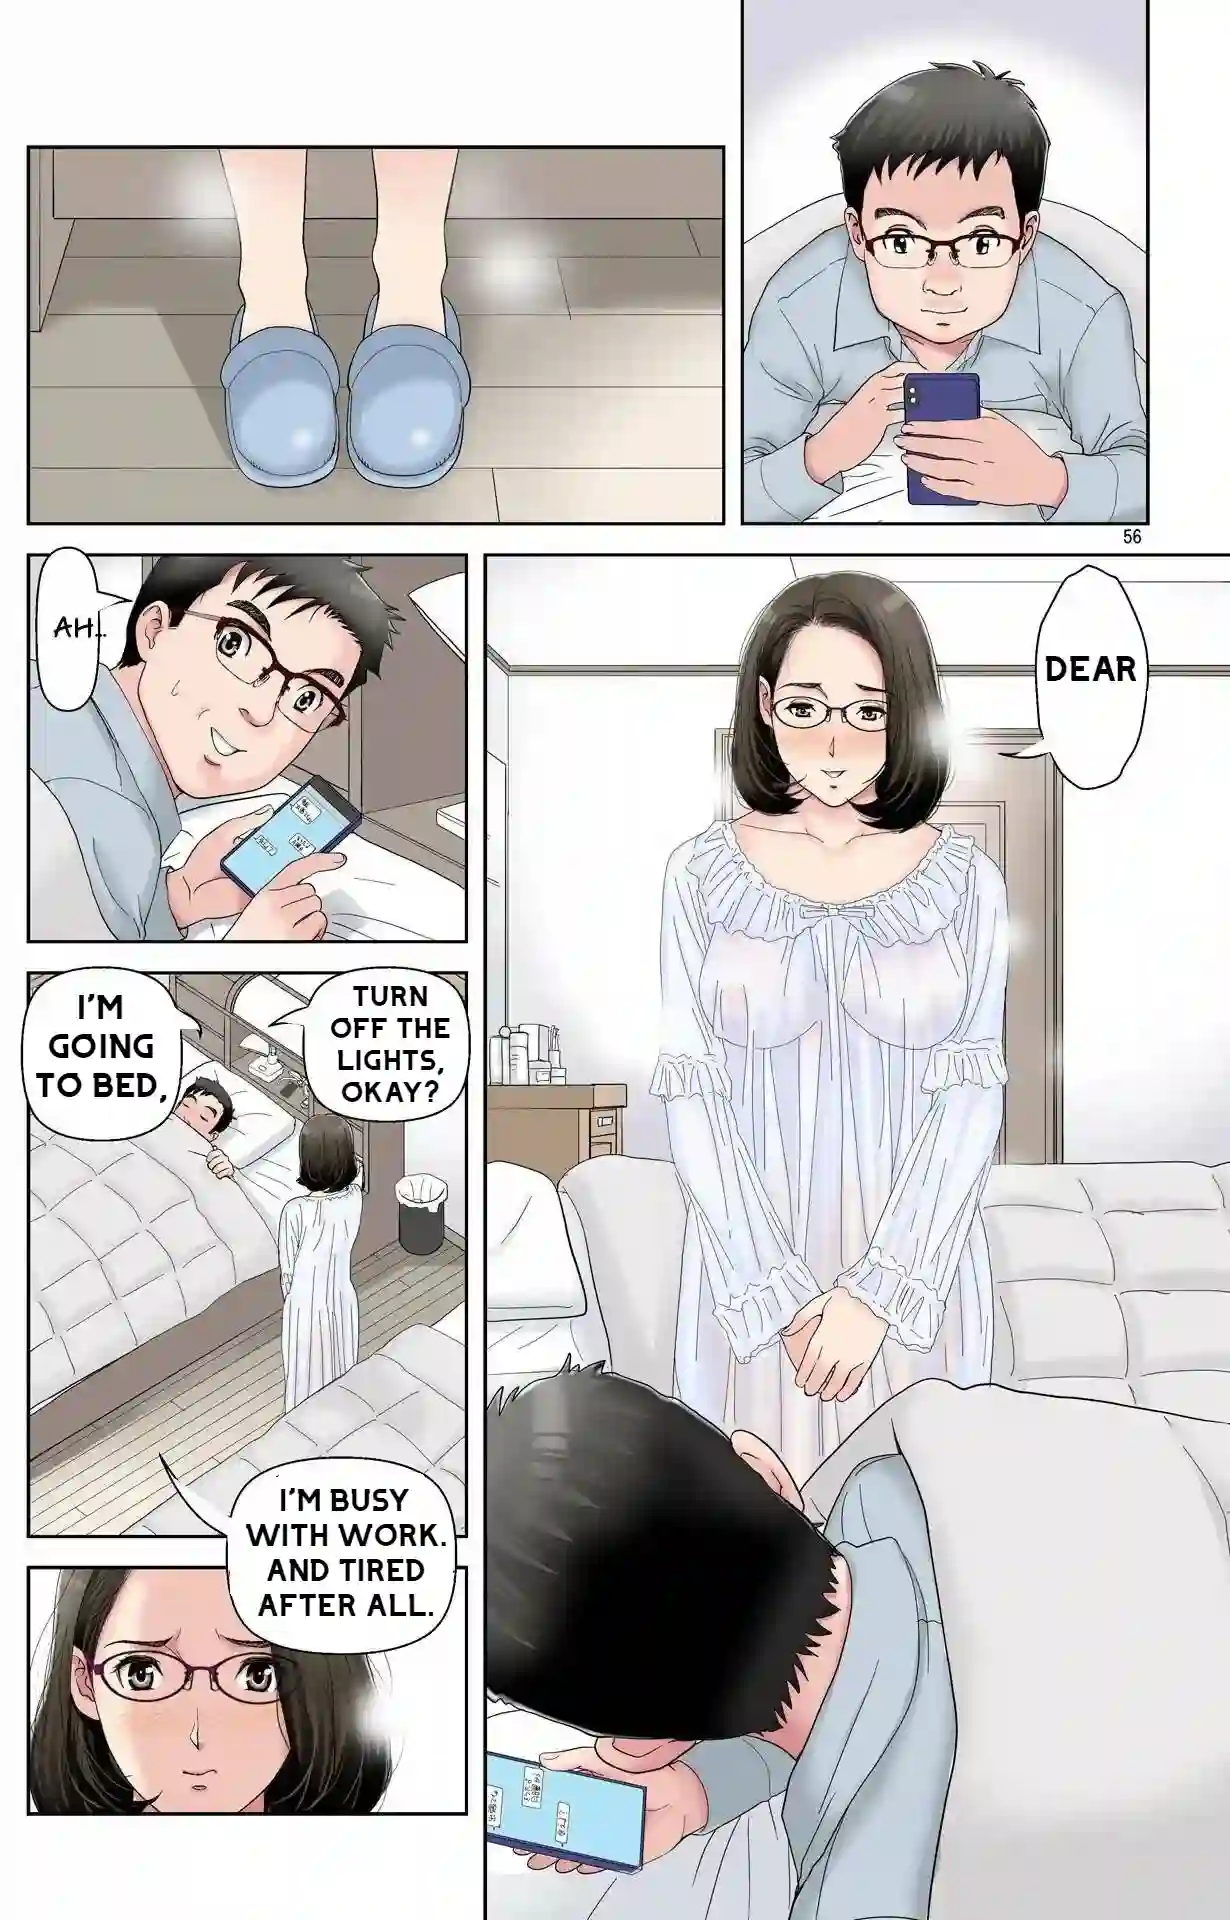 56
DEAR
AH...
TURN
OFF THE
LIGHTS,
OKAY?
I'M
GOING
TO BED,
I'M BUSY
WITH WORK.
AND TIRED
AFTER ALL.